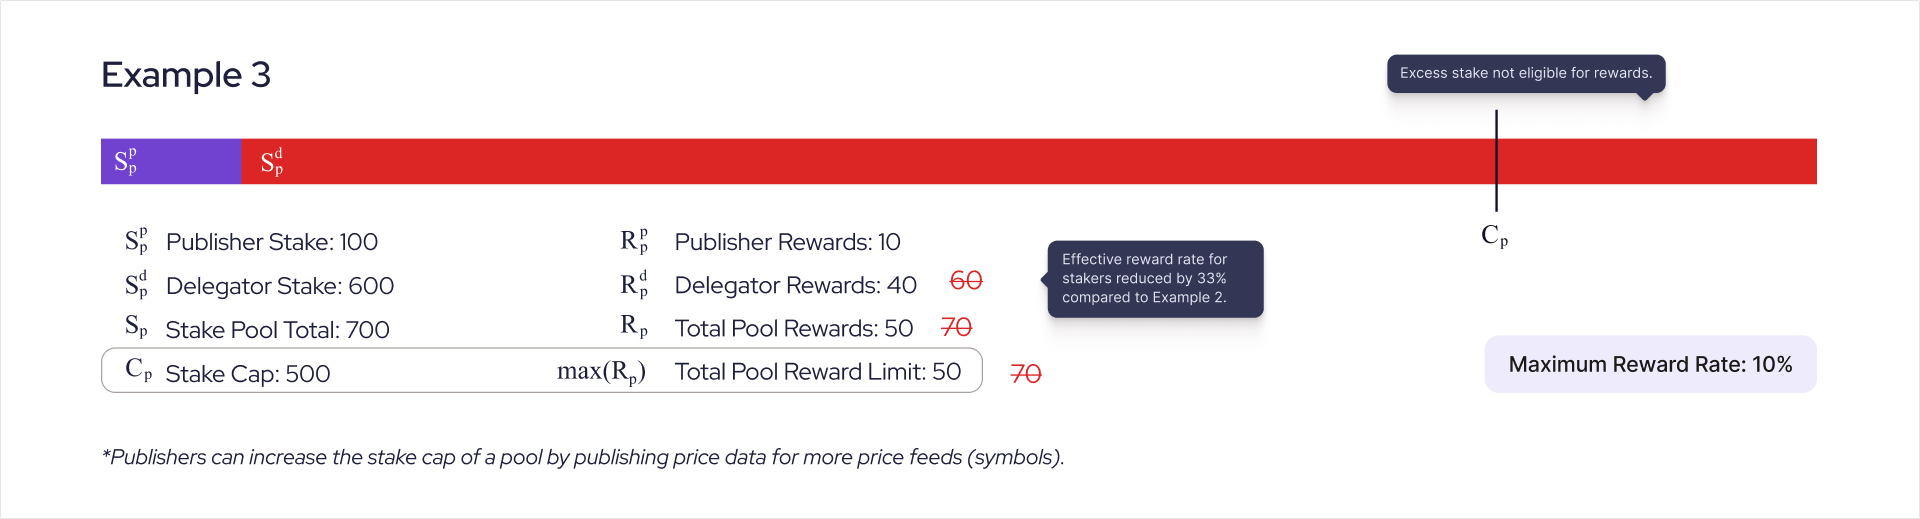 Example 3
Excess stake not eligible for rewards.
S_p^p
S_p^d
C_p
S_p^p Publisher Stake: 100
R_p^p Publisher Rewards: 10
S_p^d Delegator Stake: 600
R_p^d Delegator Rewards: 40 60
Effective reward rate for
stakers reduced by 33%
compared to Example 2.
S_p Stake Pool Total: 700
R_p Total Pool Rewards: 50 70
C_p Stake Cap: 500
max(R_p) Total Pool Reward Limit: 50 70
Maximum Reward Rate: 10%
*Publishers can increase the stake cap of a pool by publishing price data for more price feeds (symbols).